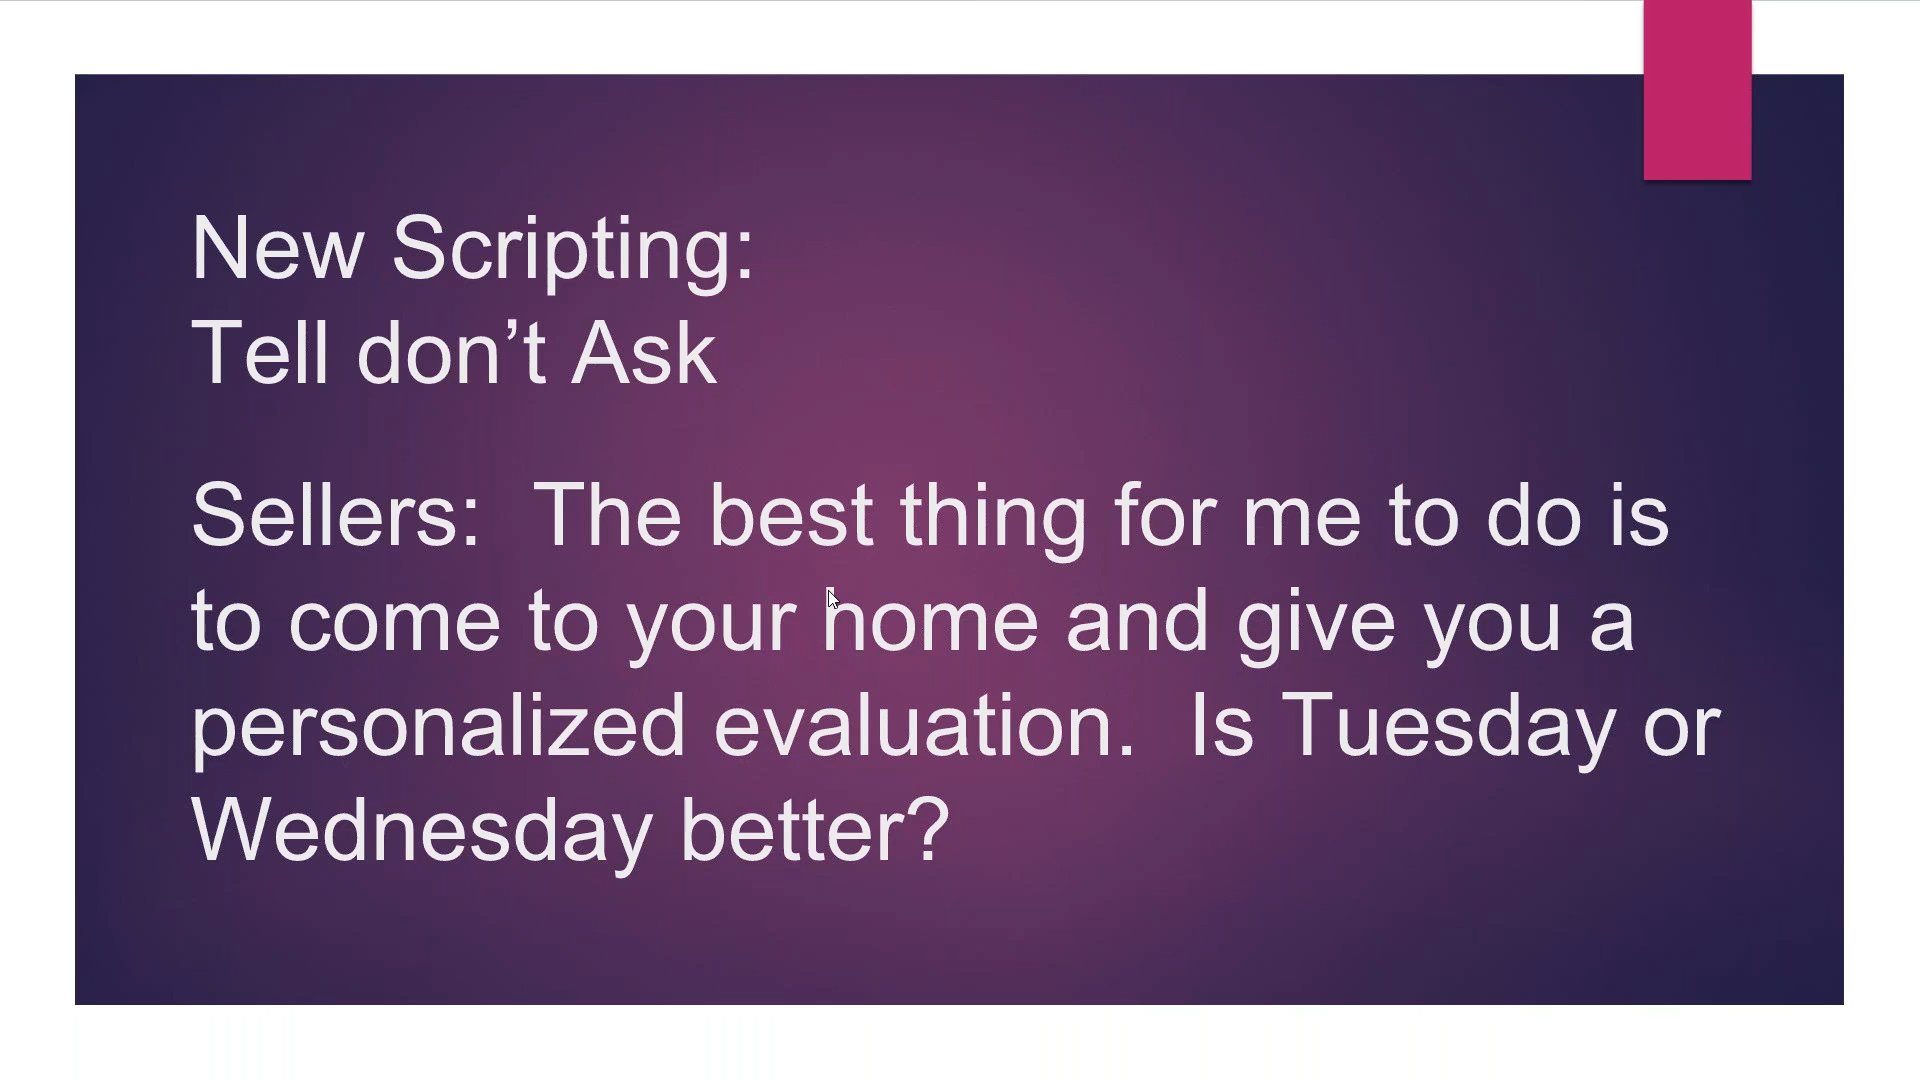 New Scripting:
Tell don’t Ask
Sellers:  The best thing for me to do is
to come to your home and give you a
personalized evaluation.  Is Tuesday or
Wednesday better?